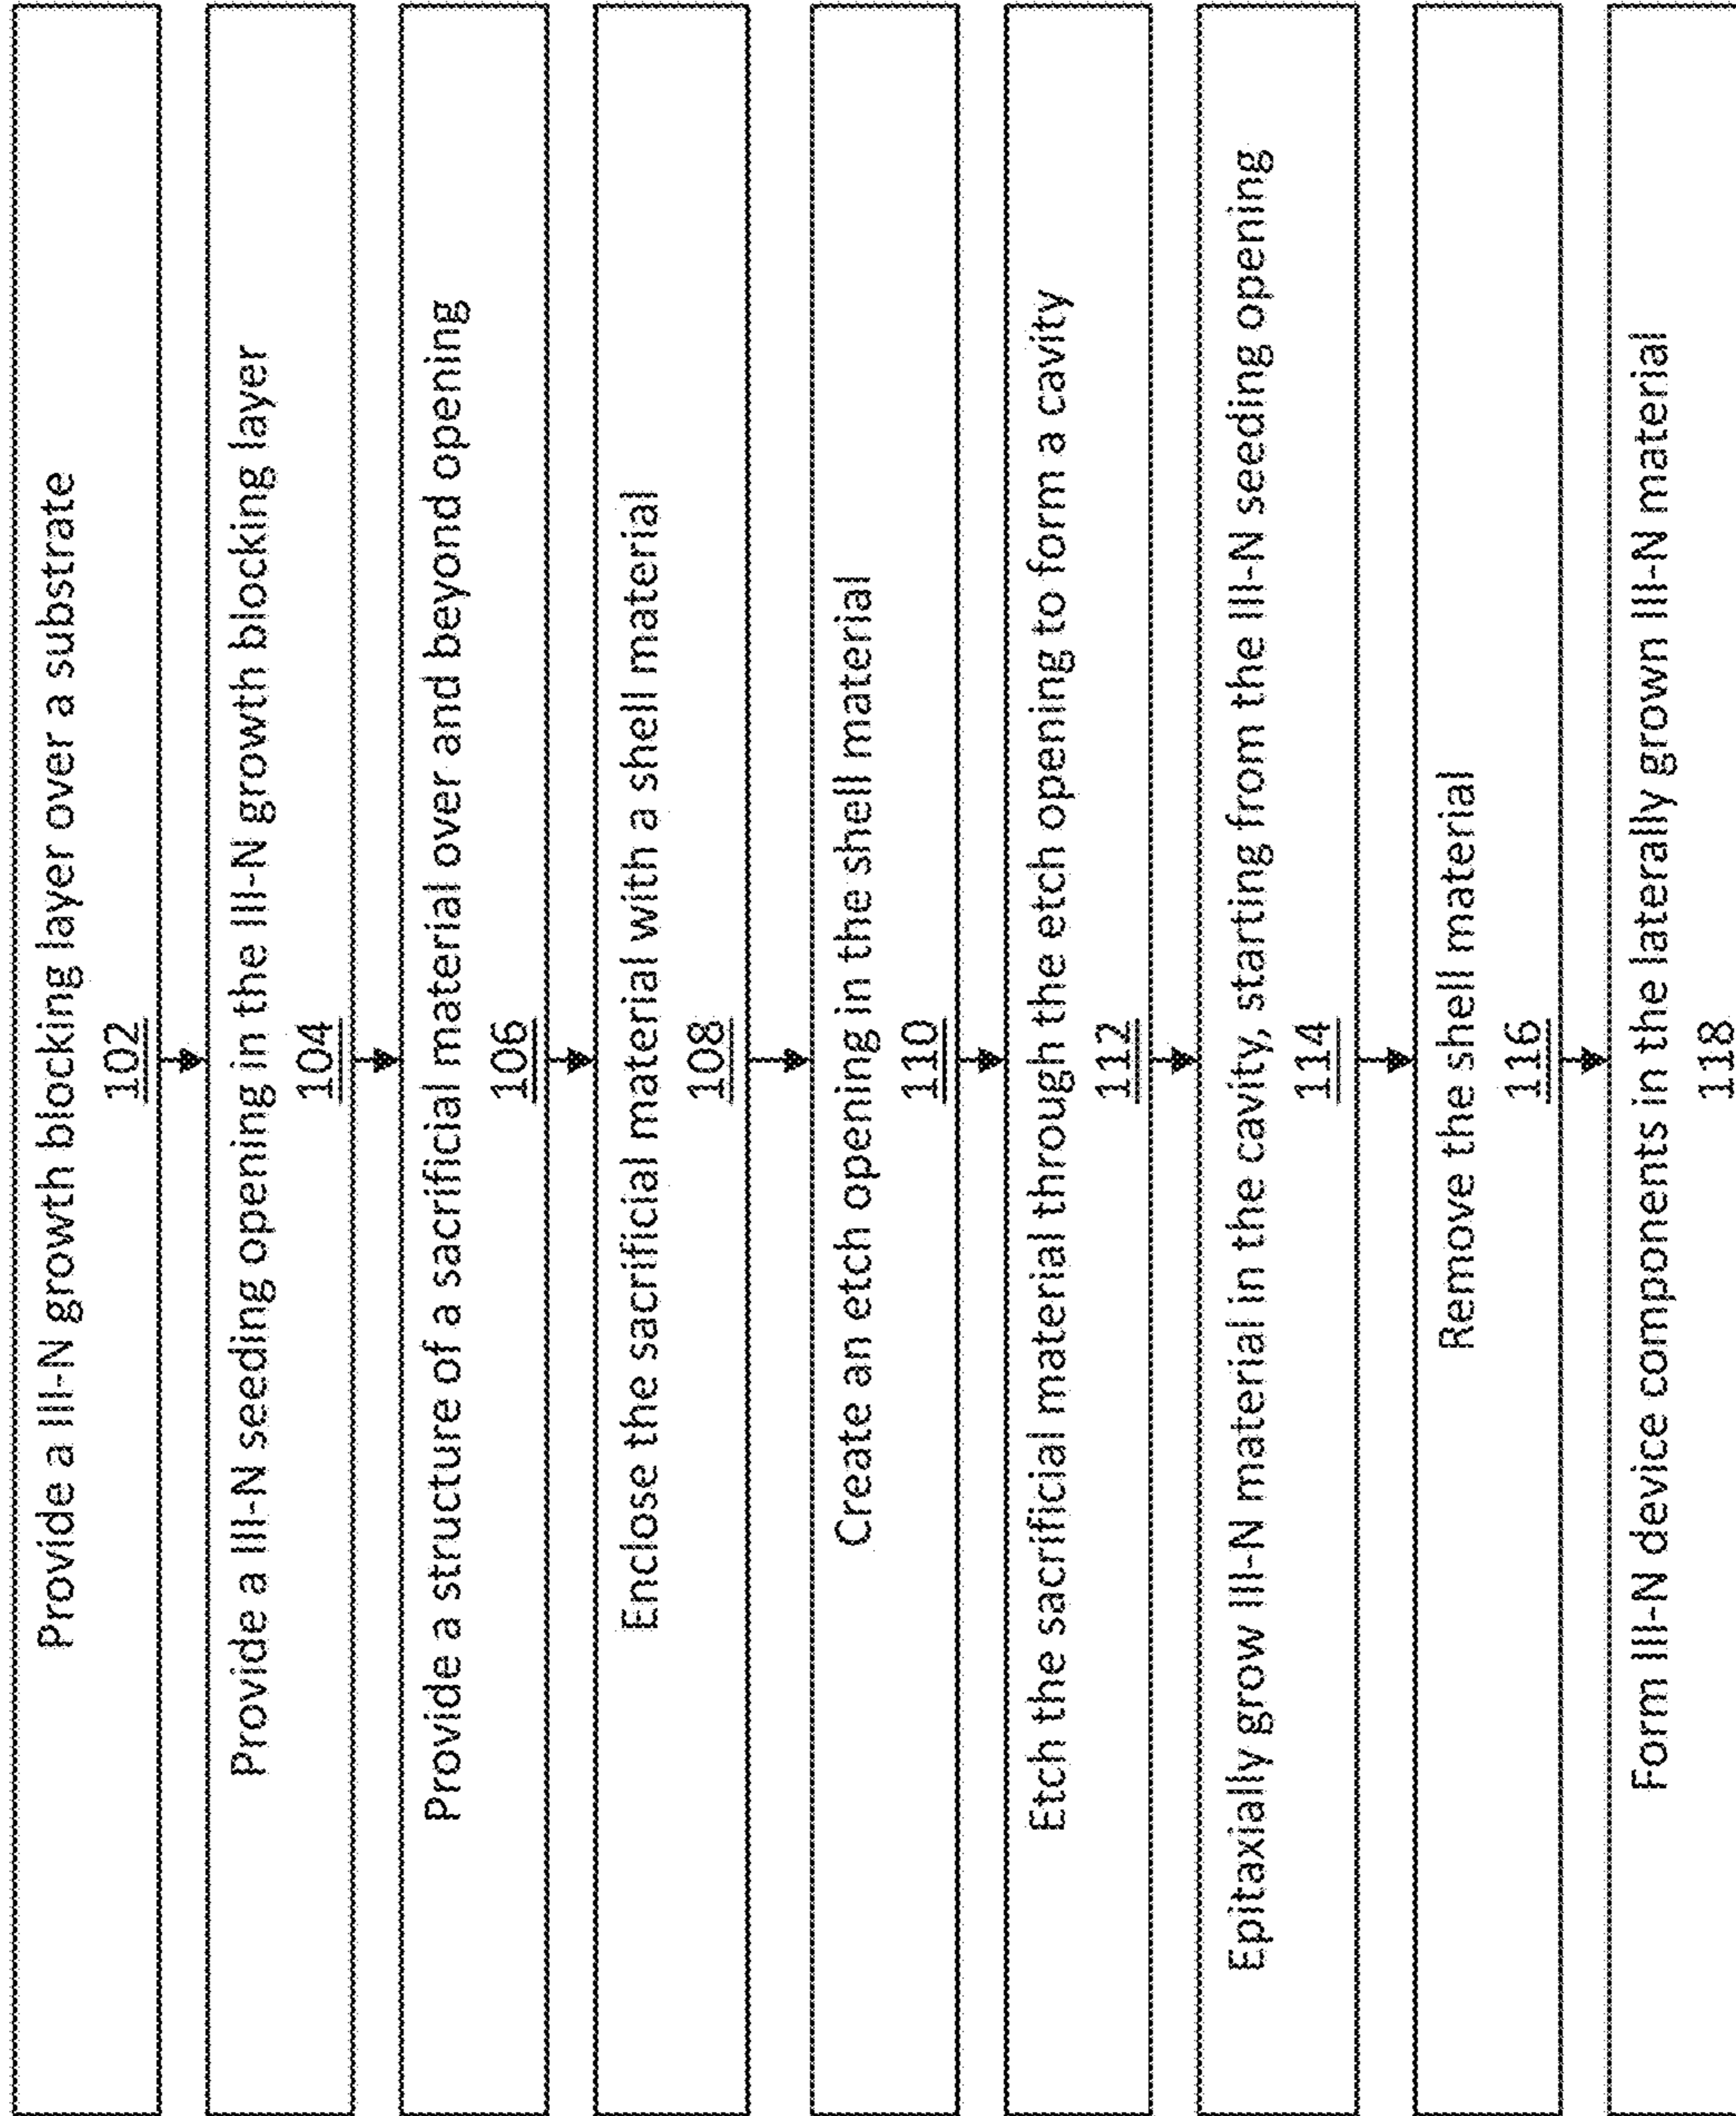 Provide a III-N growth blocking layer over a substrate
102
Provide a III-N seeding opening in the III-N growth blocking layer
104
Provide a structure of a sacrificial material over and beyond opening
106
Enclose the sacrificial material with a shell material
108
Create an etch opening in the shell material
110
Etch the sacrificial material through the etch opening to form a cavity
112
Epitaxially grow III-N material in the cavity, starting from the III-N seeding opening
114
Remove the shell material
116
Form III-N device components in the laterally grown III-N material
118